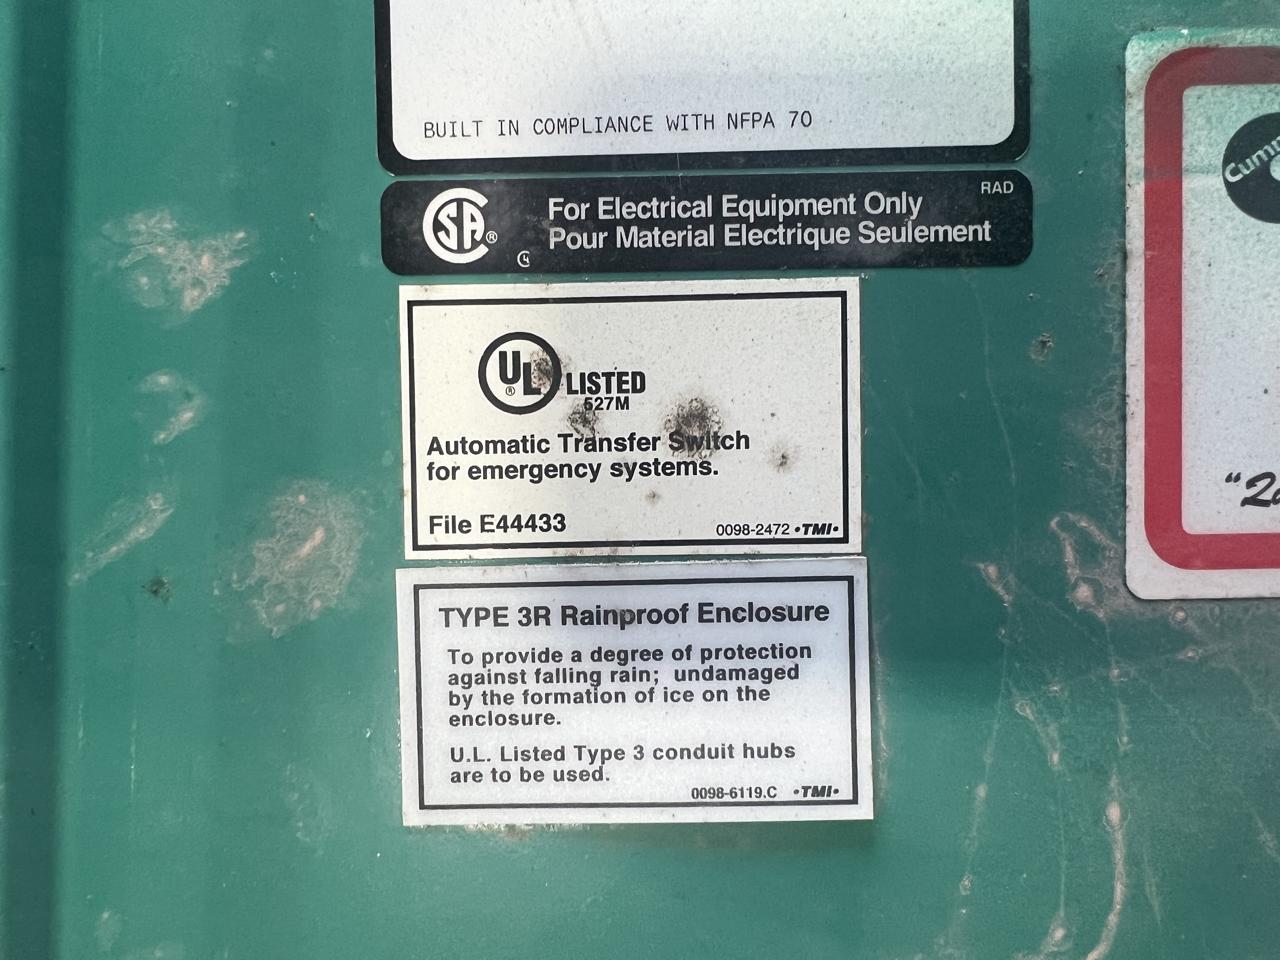 BUILT IN COMPLIANCE WITH NFPA 70
RAD
SA ®
For Electrical Equipment Only
Pour Material Electrique Seulement
UL ®
LISTED
527M
Automatic Transfer Switch
for emergency systems.
File E44433
0098-2472 •TMI•
TYPE 3R Rainproof Enclosure
To provide a degree of protection
against falling rain; undamaged
by the formation of ice on the
enclosure.
U.L. Listed Type 3 conduit hubs
are to be used.
0098-6119.C •TMI•